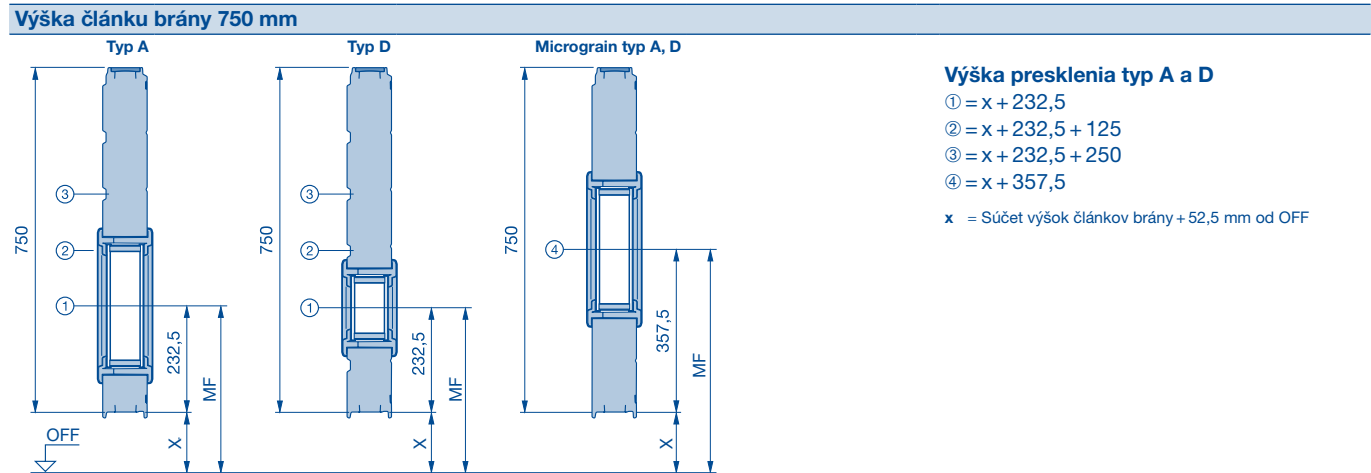 Výška článku brány 750 mm
Typ A
Typ D
Micrograin typ A, D
750
③
②
①
232,5
MF
X
OFF
750
③
②
①
232,5
MF
X
750
④
357,5
MF
X
Výška presklenia typ A a D
① = x + 232,5
② = x + 232,5 + 125
③ = x + 232,5 + 250
④ = x + 357,5
x = Súčet výšok článkov brány + 52,5 mm od OFF